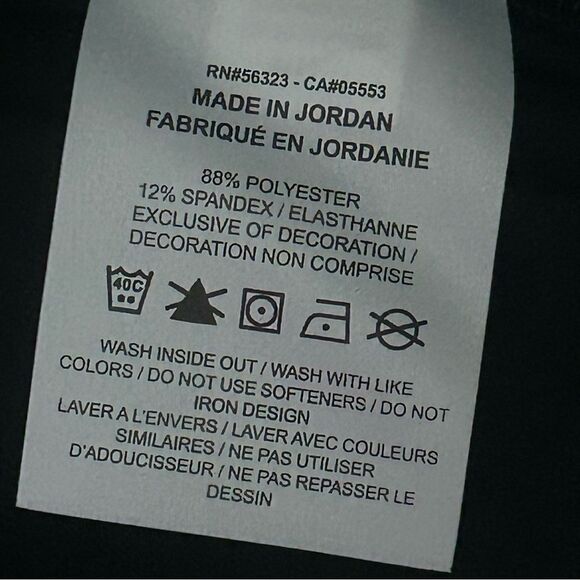 RN#56323 - CA#05553
MADE IN JORDAN
FABRIQUÉ EN JORDANIE
88% POLYESTER
12% SPANDEX / ELASTHANNE
EXCLUSIVE OF DECORATION /
DECORATION NON COMPRISE
40C
WASH INSIDE OUT / WASH WITH LIKE
COLORS / DO NOT USE SOFTENERS / DO NOT
IRON DESIGN
LAVER A L'ENVERS / LAVER AVEC COULEURS
SIMILAIRES / NE PAS UTILISER
D'ADOUCISSEUR / NE PAS REPASSER LE
DESSIN